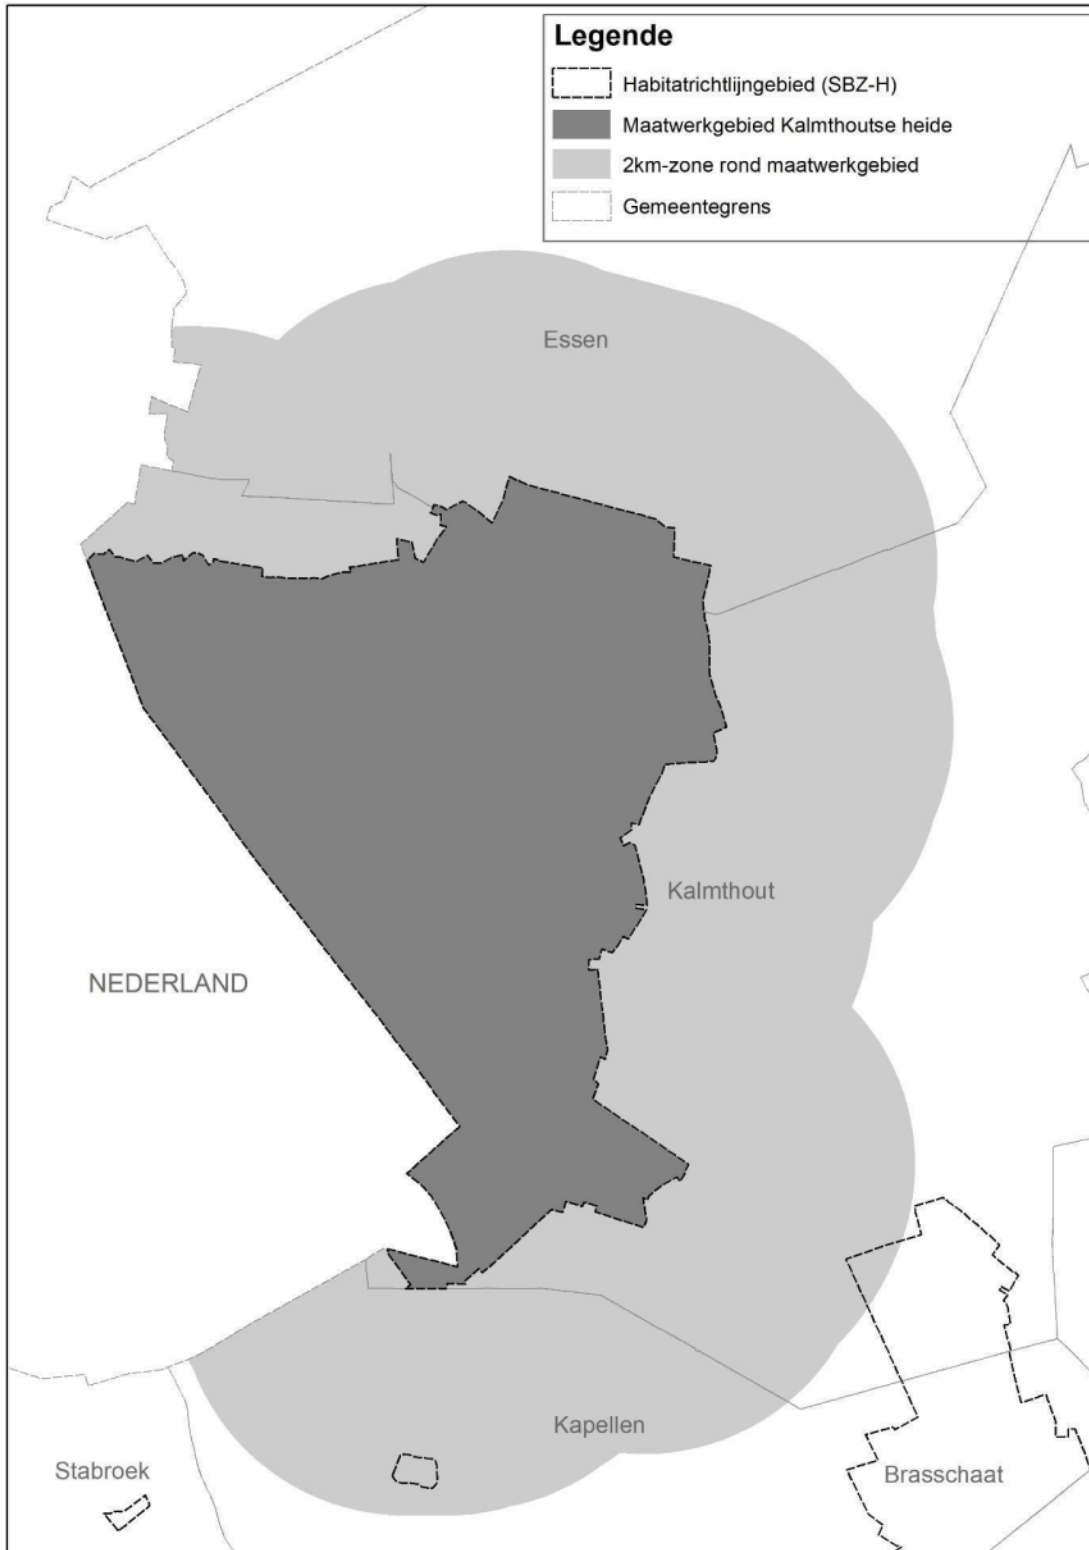 Legende
Habitatrichtlijngebied (SBZ-H)
Maatwerkgebied Kalmthoutse heide
2km-zone rond maatwerkgebied
Gemeentegrens
Essen
Kalmthout
NEDERLAND
Kapellen
Stabroek
Brasschaat